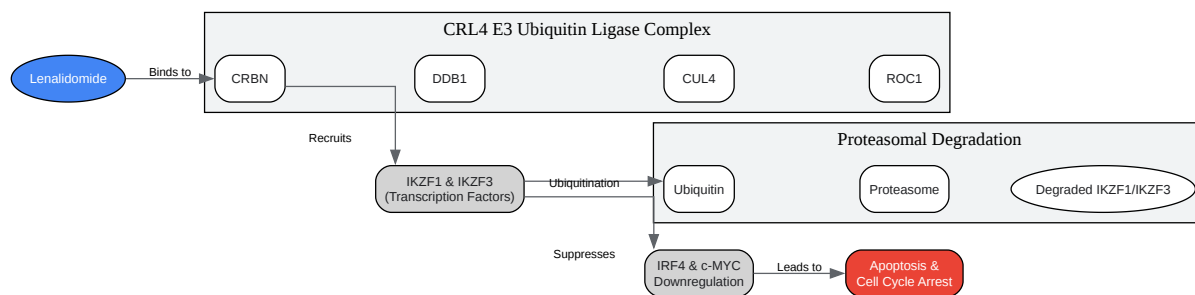 CRL4 E3 Ubiquitin Ligase Complex
Lenalidomide
Binds to
CRBN
DDB1
CUL4
ROC1
Recruits
Proteasomal Degradation
IKZF1 & IKZF3
(Transcription Factors)
Ubiquitination
Ubiquitin
Proteasome
Degraded IKZF1/IKZF3
Suppresses
IRF4 & c-MYC
Downregulation
Leads to
Apoptosis &
Cell Cycle Arrest